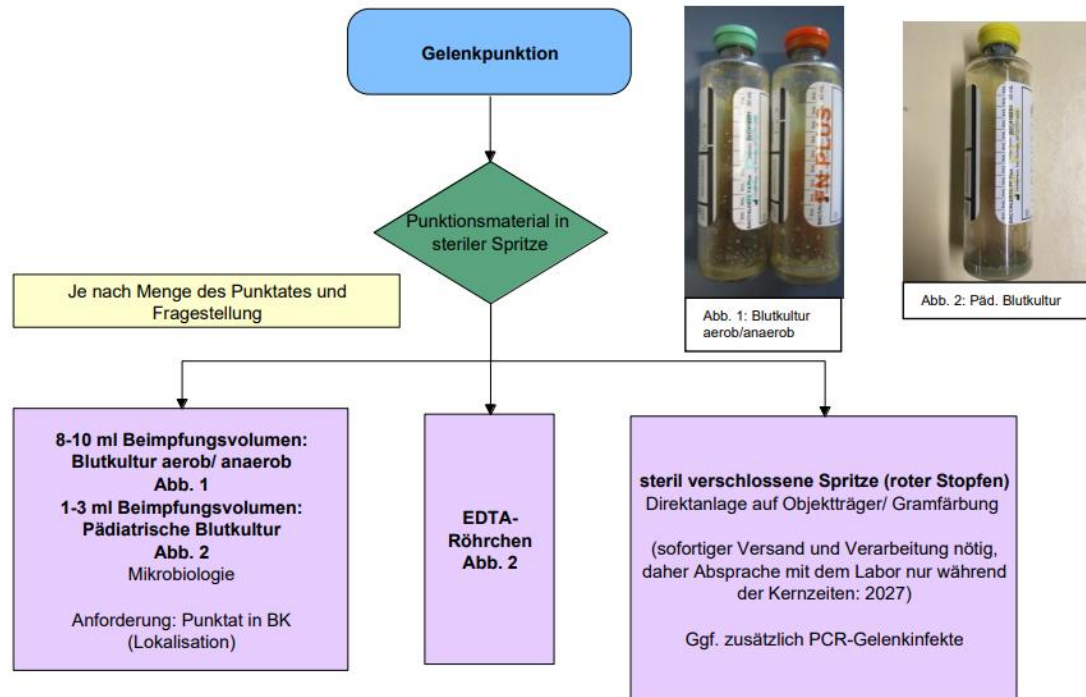 Gelenkpunktion
Punktionsmaterial in
steriler Spritze
Je nach Menge des Punktates und
Fragestellung
FN PLUS
Abb. 1: Blutkultur
aerob/anaerob
Abb. 2: Päd. Blutkultur
8-10 ml Beimpfungsvolumen:
Blutkultur aerob/ anaerob
Abb. 1
1-3 ml Beimpfungsvolumen:
Pädiatrische Blutkultur
Abb. 2
Mikrobiologie
Anforderung: Punktat in BK
(Lokalisation)
EDTA-
Röhrchen
Abb. 2
steril verschlossene Spritze (roter Stopfen)
Direktanlage auf Objektträger/ Gramfärbung
(sofortiger Versand und Verarbeitung nötig,
daher Absprache mit dem Labor nur während
der Kernzeiten: 2027)
Ggf. zusätzlich PCR-Gelenkinfekte